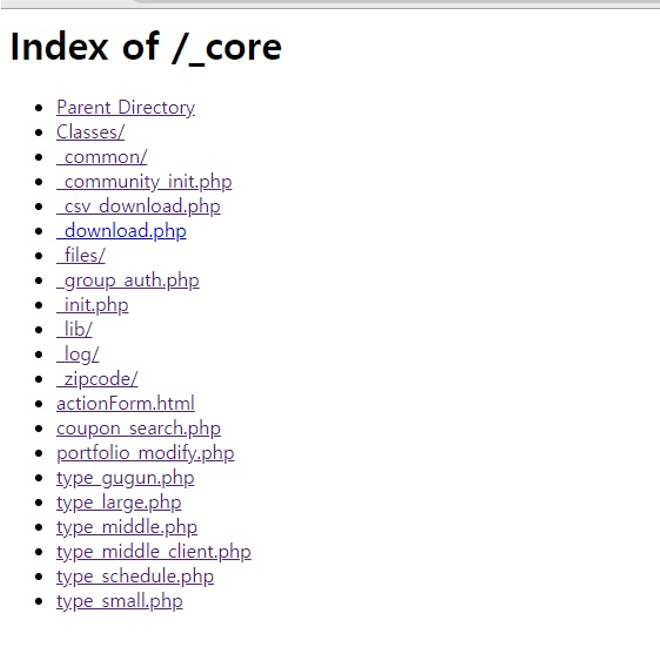 Index of /_core
Parent Directory
Classes/
_common/
_community_init.php
_csv_download.php
_download.php
_files/
_group_auth.php
_init.php
_lib/
_log/
_zipcode/
actionForm.html
coupon_search.php
portfolio_modify.php
type_gugun.php
type_large.php
type_middle.php
type_middle_client.php
type_schedule.php
type_small.php